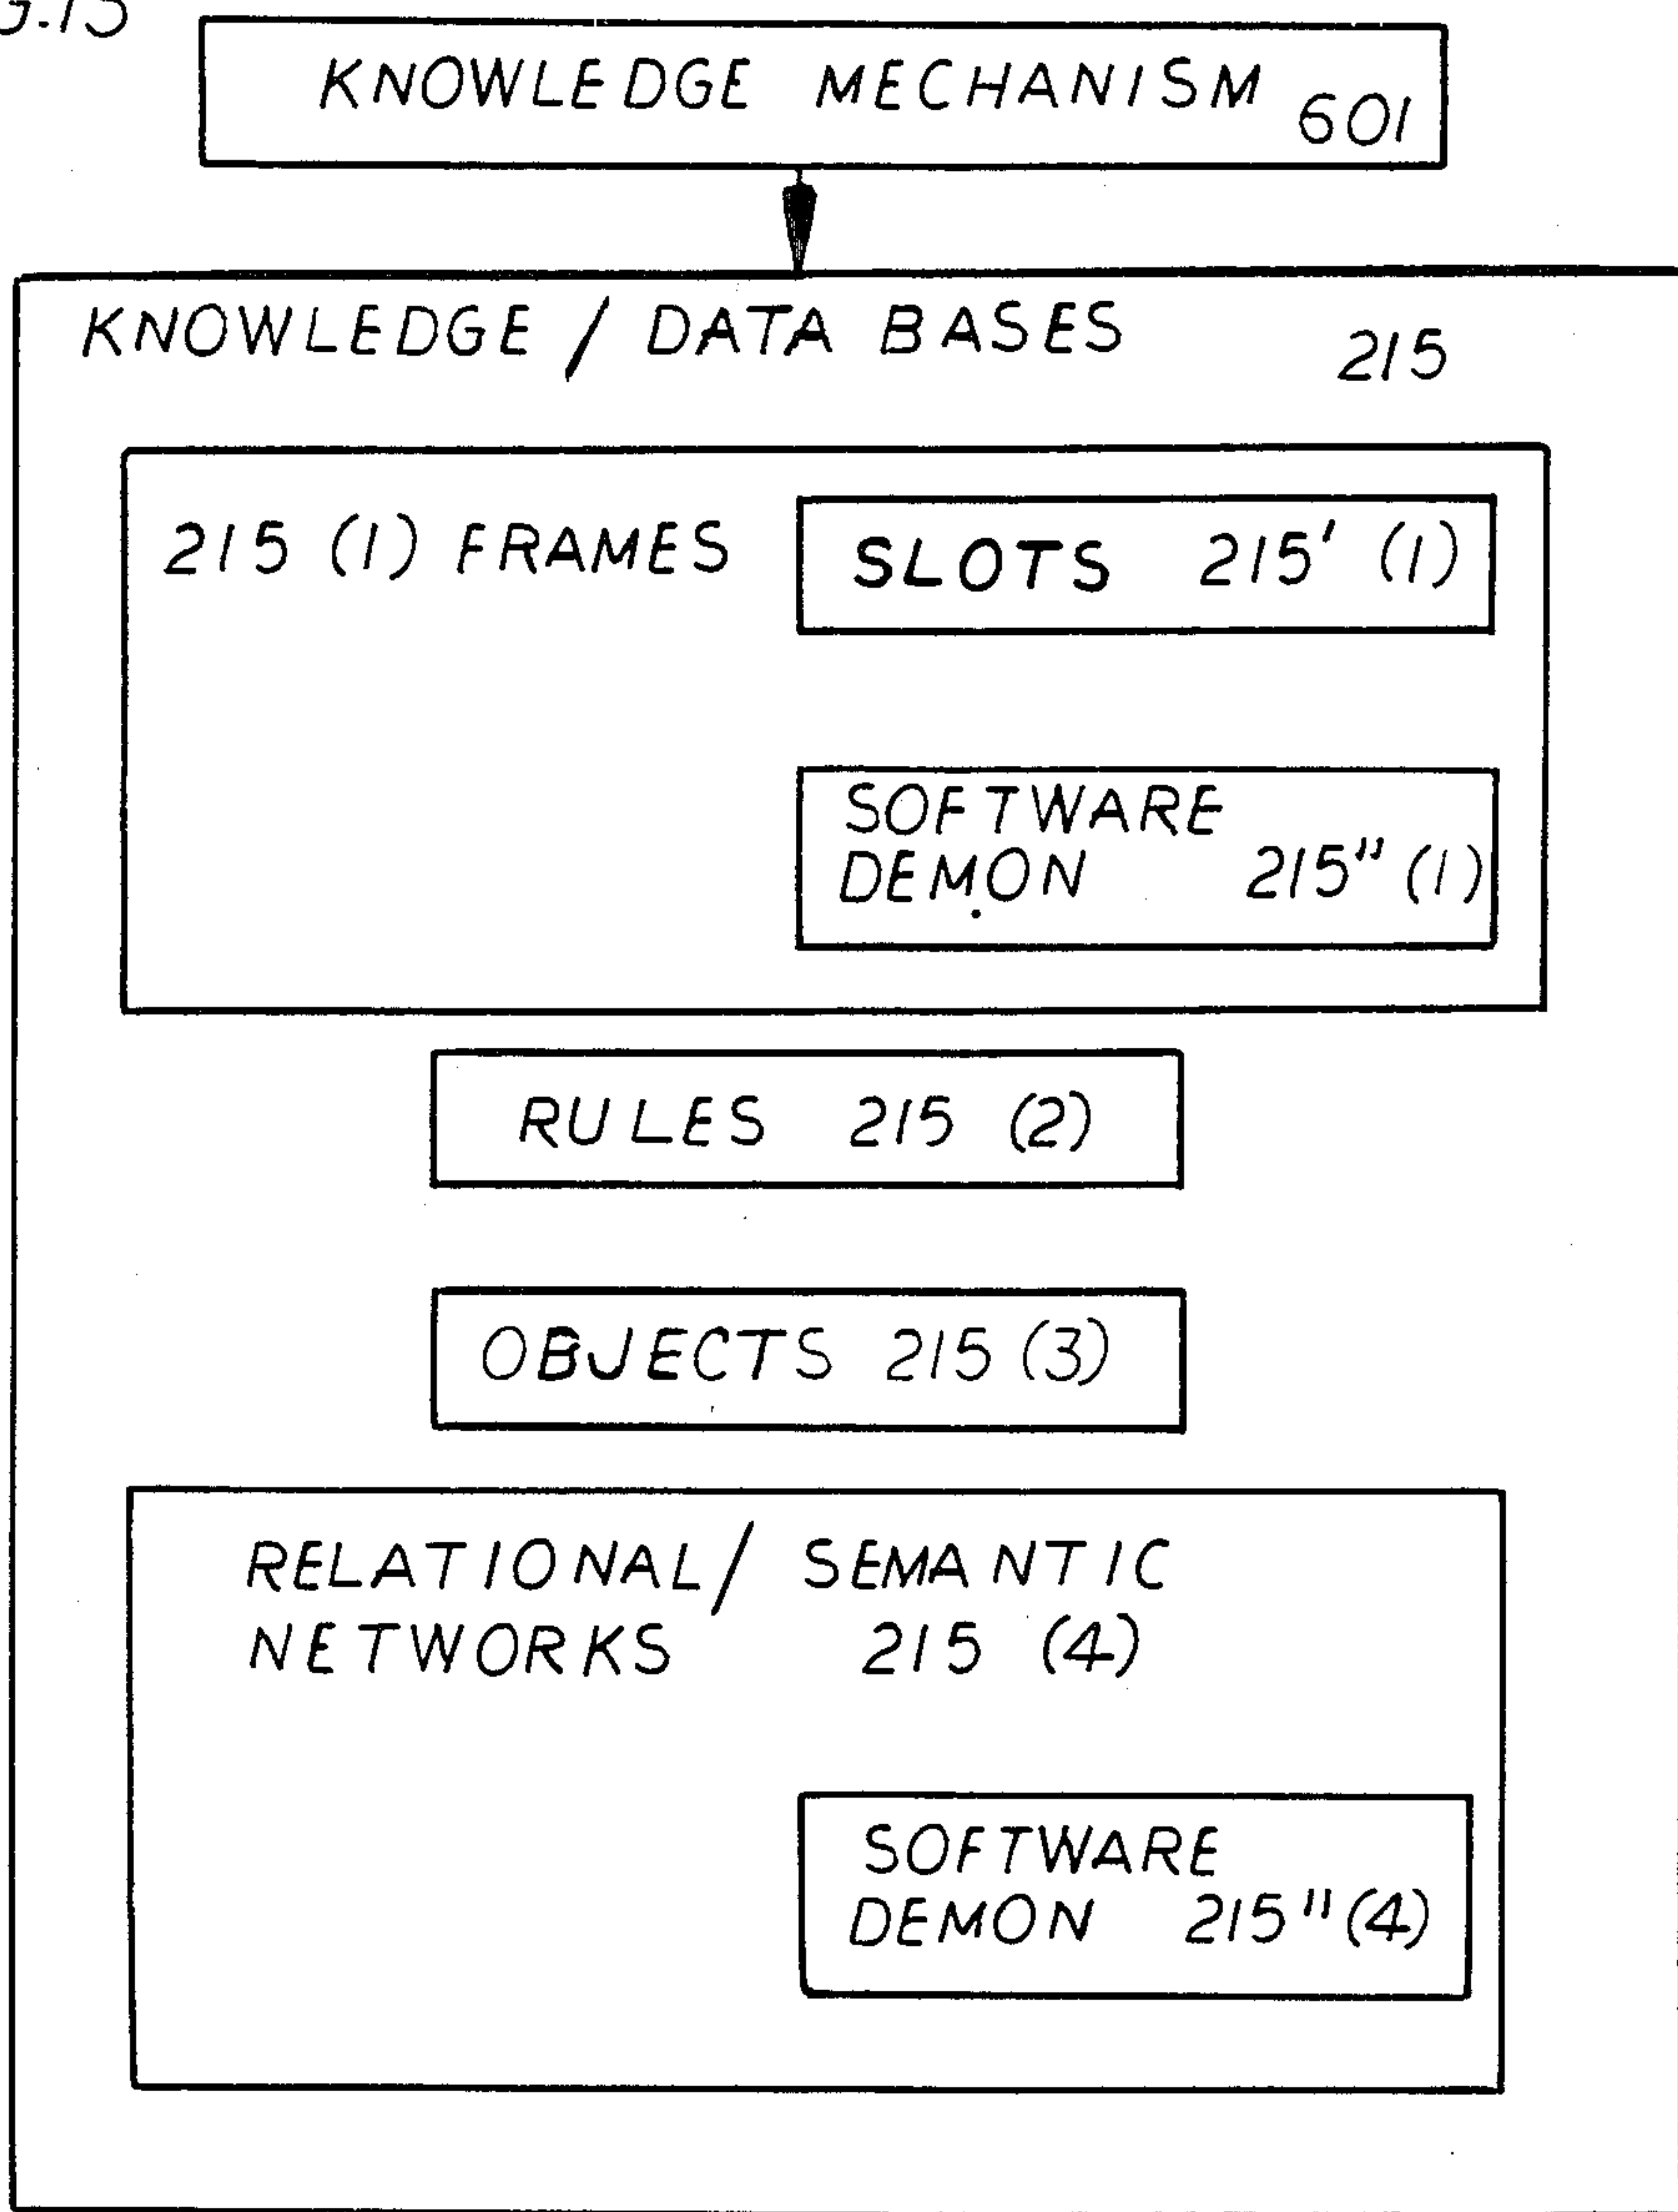 G.15
KNOWLEDGE MECHANISM 601
KNOWLEDGE / DATA BASES 215
215 (1) FRAMES
SLOTS 215' (1)
SOFTWARE
DEMON 215" (1)
RULES 215 (2)
OBJECTS 215 (3)
RELATIONAL/ SEMANTIC
NETWORKS 215 (4)
SOFTWARE
DEMON 215" (4)